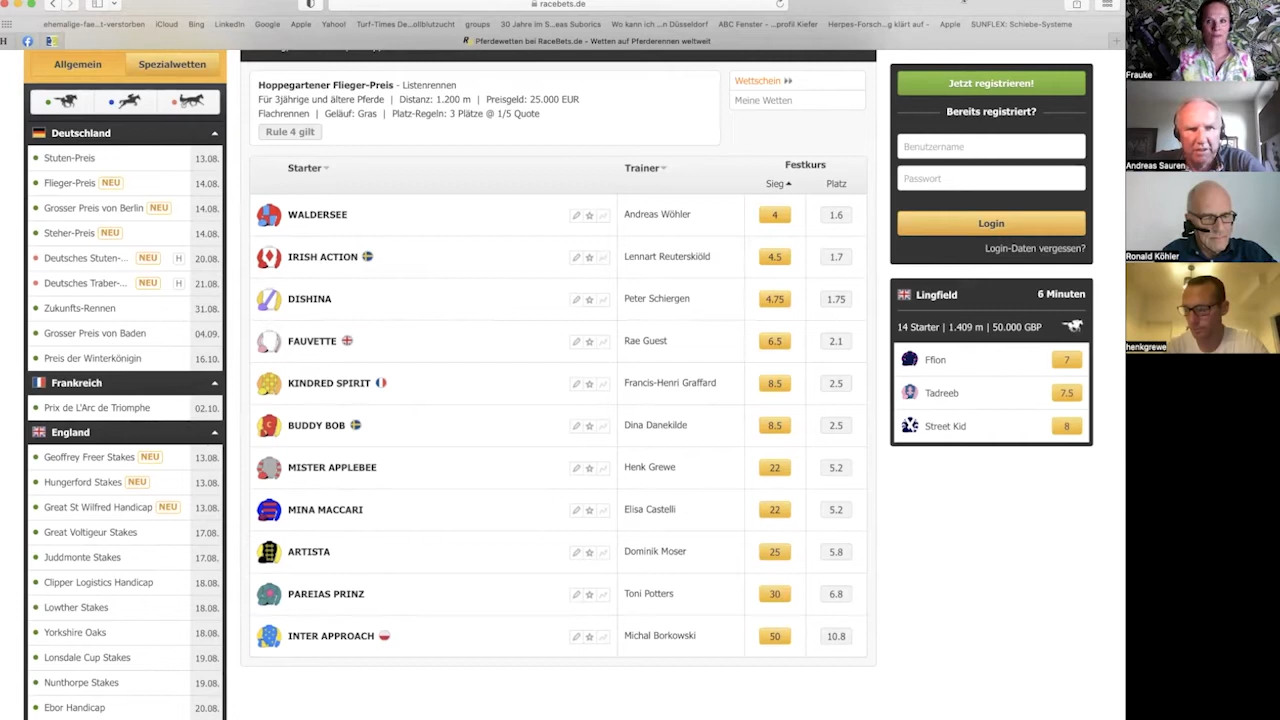 racebets.de
ehemalige-fae...t-verstorben iCloud Bing LinkedIn Google Apple Yahoo! Turf-Times De...ollblutzucht groups 30 Jahre im S...eas Suborics Wo kann ich ...n Düsseldorf ABC Fenster - ...profil Kiefer Herpes-Forsch...g klärt auf - Apple SUNFLEX: Schiebe-Systeme
H
Pferdewetten bei RaceBets.de - Wetten auf Pferderennen weltweit
Allgemein Spezialwetten
Deutschland
Stuten-Preis 13.08.
Flieger-Preis NEU 14.08.
Grosser Preis von Berlin NEU 14.08.
Steher-Preis NEU 14.08.
Deutsches Stuten-... NEU H 20.08.
Deutsches Traber-... NEU H 21.08.
Zukunfts-Rennen 31.08.
Grosser Preis von Baden 04.09.
Preis der Winterkönigin 16.10.
Frankreich
Prix de L'Arc de Triomphe 02.10.
England
Geoffrey Freer Stakes NEU 13.08.
Hungerford Stakes NEU 13.08.
Great St Wilfred Handicap NEU 13.08.
Great Voltigeur Stakes 17.08.
Juddmonte Stakes 17.08.
Clipper Logistics Handicap 18.08.
Lowther Stakes 18.08.
Yorkshire Oaks 18.08.
Lonsdale Cup Stakes 19.08.
Nunthorpe Stakes 19.08.
Ebor Handicap 20.08.
Hoppegartener Flieger-Preis - Listenrennen
Für 3jährige und ältere Pferde | Distanz: 1.200 m | Preisgeld: 25.000 EUR
Flachrennen | Geläuf: Gras | Platz-Regeln: 3 Plätze @ 1/5 Quote
Rule 4 gilt
Wettschein
Meine Wetten
Starter Trainer Festkurs
Sieg Platz
WALDERSEE Andreas Wöhler 4 1.6
IRISH ACTION Lennart Reuterskiöld 4.5 1.7
DISHINA Peter Schiergen 4.75 1.75
FAUVETTE Rae Guest 6.5 2.1
KINDRED SPIRIT Francis-Henri Graffard 8.5 2.5
BUDDY BOB Dina Danekilde 8.5 2.5
MISTER APPLEBEE Henk Grewe 22 5.2
MINA MACCARI Elisa Castelli 22 5.2
ARTISTA Dominik Moser 25 5.8
PAREIAS PRINZ Toni Potters 30 6.8
INTER APPROACH Michal Borkowski 50 10.8
Jetzt registrieren!
Bereits registriert?
Benutzername
Passwort
Login
Login-Daten vergessen?
Lingfield 6 Minuten
14 Starter | 1.409 m | 50.000 GBP
Ffion 7
Tadreeb 7.5
Street Kid 8
Frauke
Andreas Sauren
Ronald Köhler
henkgrewe